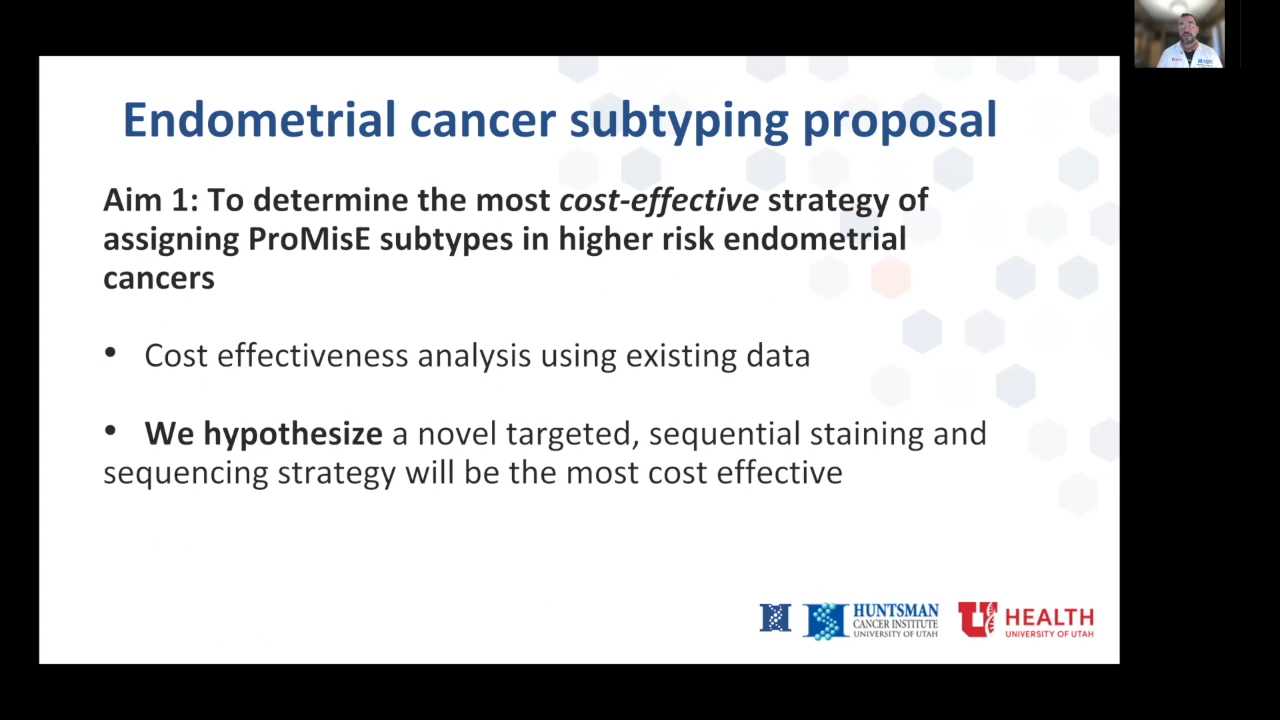 Endometrial cancer subtyping proposal
Aim 1: To determine the most cost-effective strategy of
assigning ProMisE subtypes in higher risk endometrial
cancers
• Cost effectiveness analysis using existing data
• We hypothesize a novel targeted, sequential staining and
sequencing strategy will be the most cost effective
HUNTSMAN
CANCER INSTITUTE
UNIVERSITY OF UTAH
U HEALTH
UNIVERSITY OF UTAH